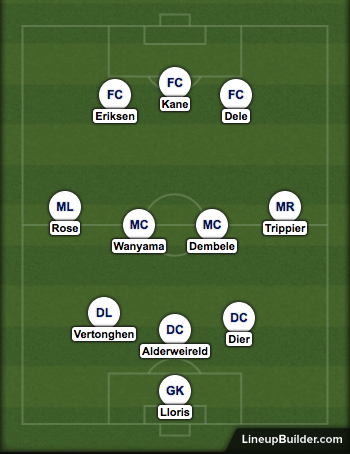 FC
Kane
FC
Eriksen
FC
Dele
ML
Rose
MC
Wanyama
MC
Dembele
MR
Trippier
DL
Vertonghen
DC
Alderweireld
DC
Dier
GK
Lloris
LineupBuilder.com